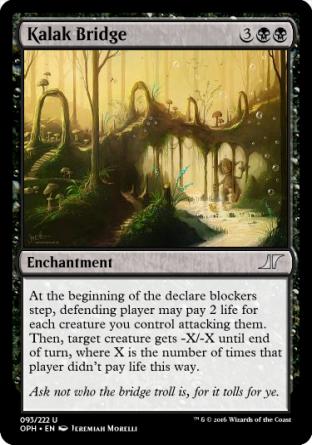 Kalak Bridge 3
Enchantment
At the beginning of the declare blockers
step, defending player may pay 2 life for
each creature you control attacking them.
Then, target creature gets -X/-X until end
of turn, where X is the number of times that
player didn't pay life this way.
Ask not who the bridge troll is, for it tolls for ye.
093/222 U
OPH • EN Jeremiah Morelli
™ & © 2016 Wizards of the Coast